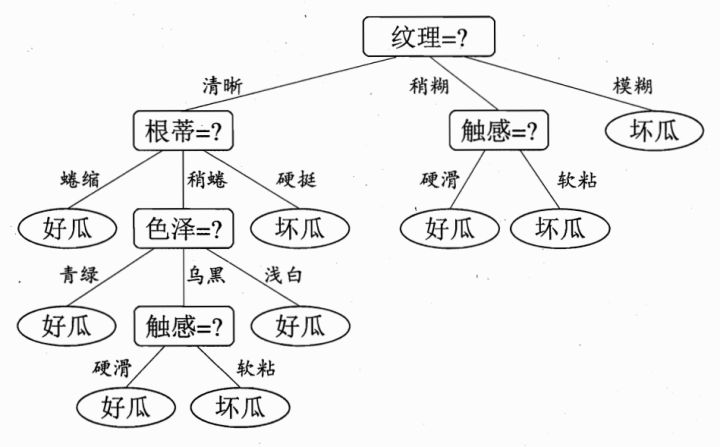 纹理=?
清晰 稍糊 模糊
根蒂=? 触感=? 坏瓜
蜷缩 稍蜷 硬挺 硬滑 软粘
好瓜 色泽=? 坏瓜 好瓜 坏瓜
青绿 乌黑 浅白
好瓜 触感=? 好瓜
硬滑 软粘
好瓜 坏瓜